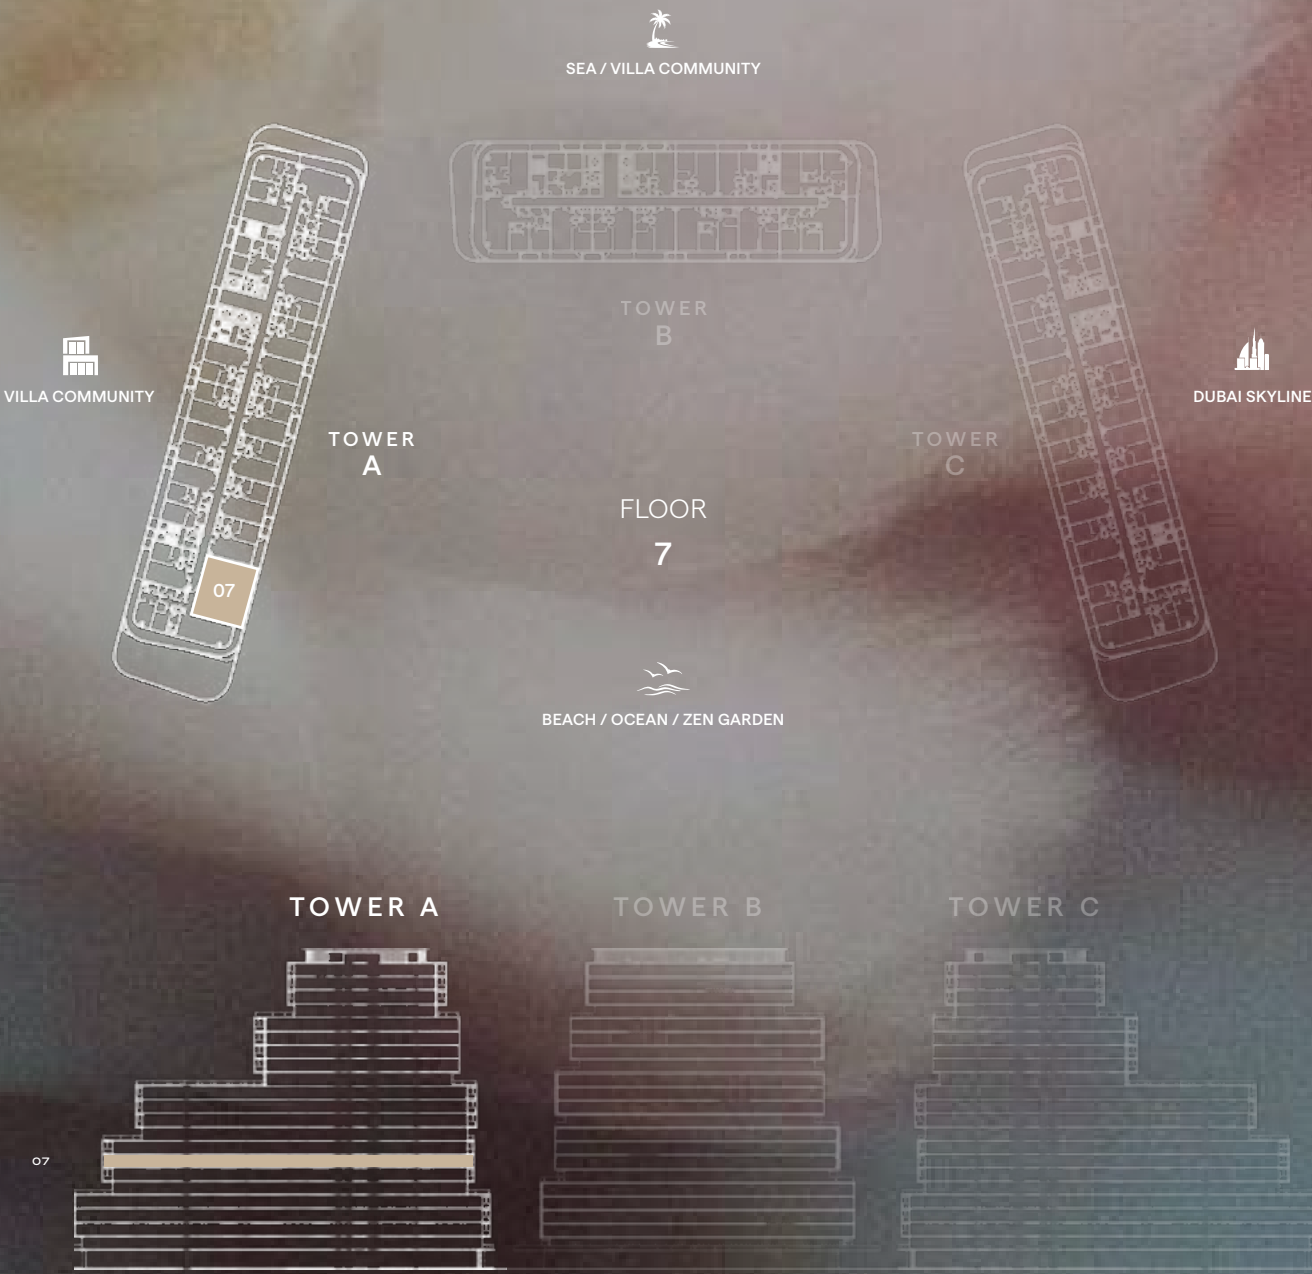 SEA / VILLA COMMUNITY
TOWER
B
VILLA COMMUNITY
DUBAI SKYLINE
TOWER
A
TOWER
C
FLOOR
7
07
BEACH / OCEAN / ZEN GARDEN
TOWER A
TOWER B
TOWER C
07